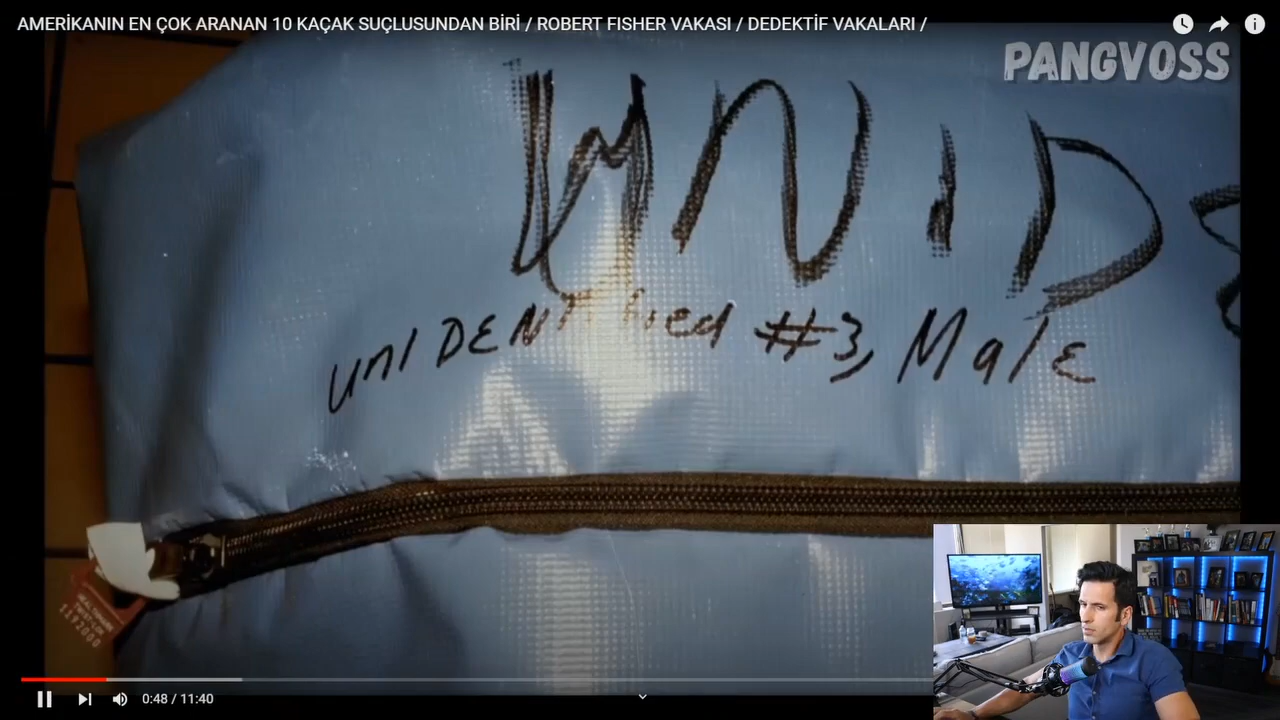 AMERİKANIN EN ÇOK ARANAN 10 KAÇAK SUÇLUSUNDAN BİRİ / ROBERT FISHER VAKASI / DEDEKTİF VAKALARI /
PANGVOSS
UNID
UNIDENTified #3, Male
1192000
0:48 / 11:40